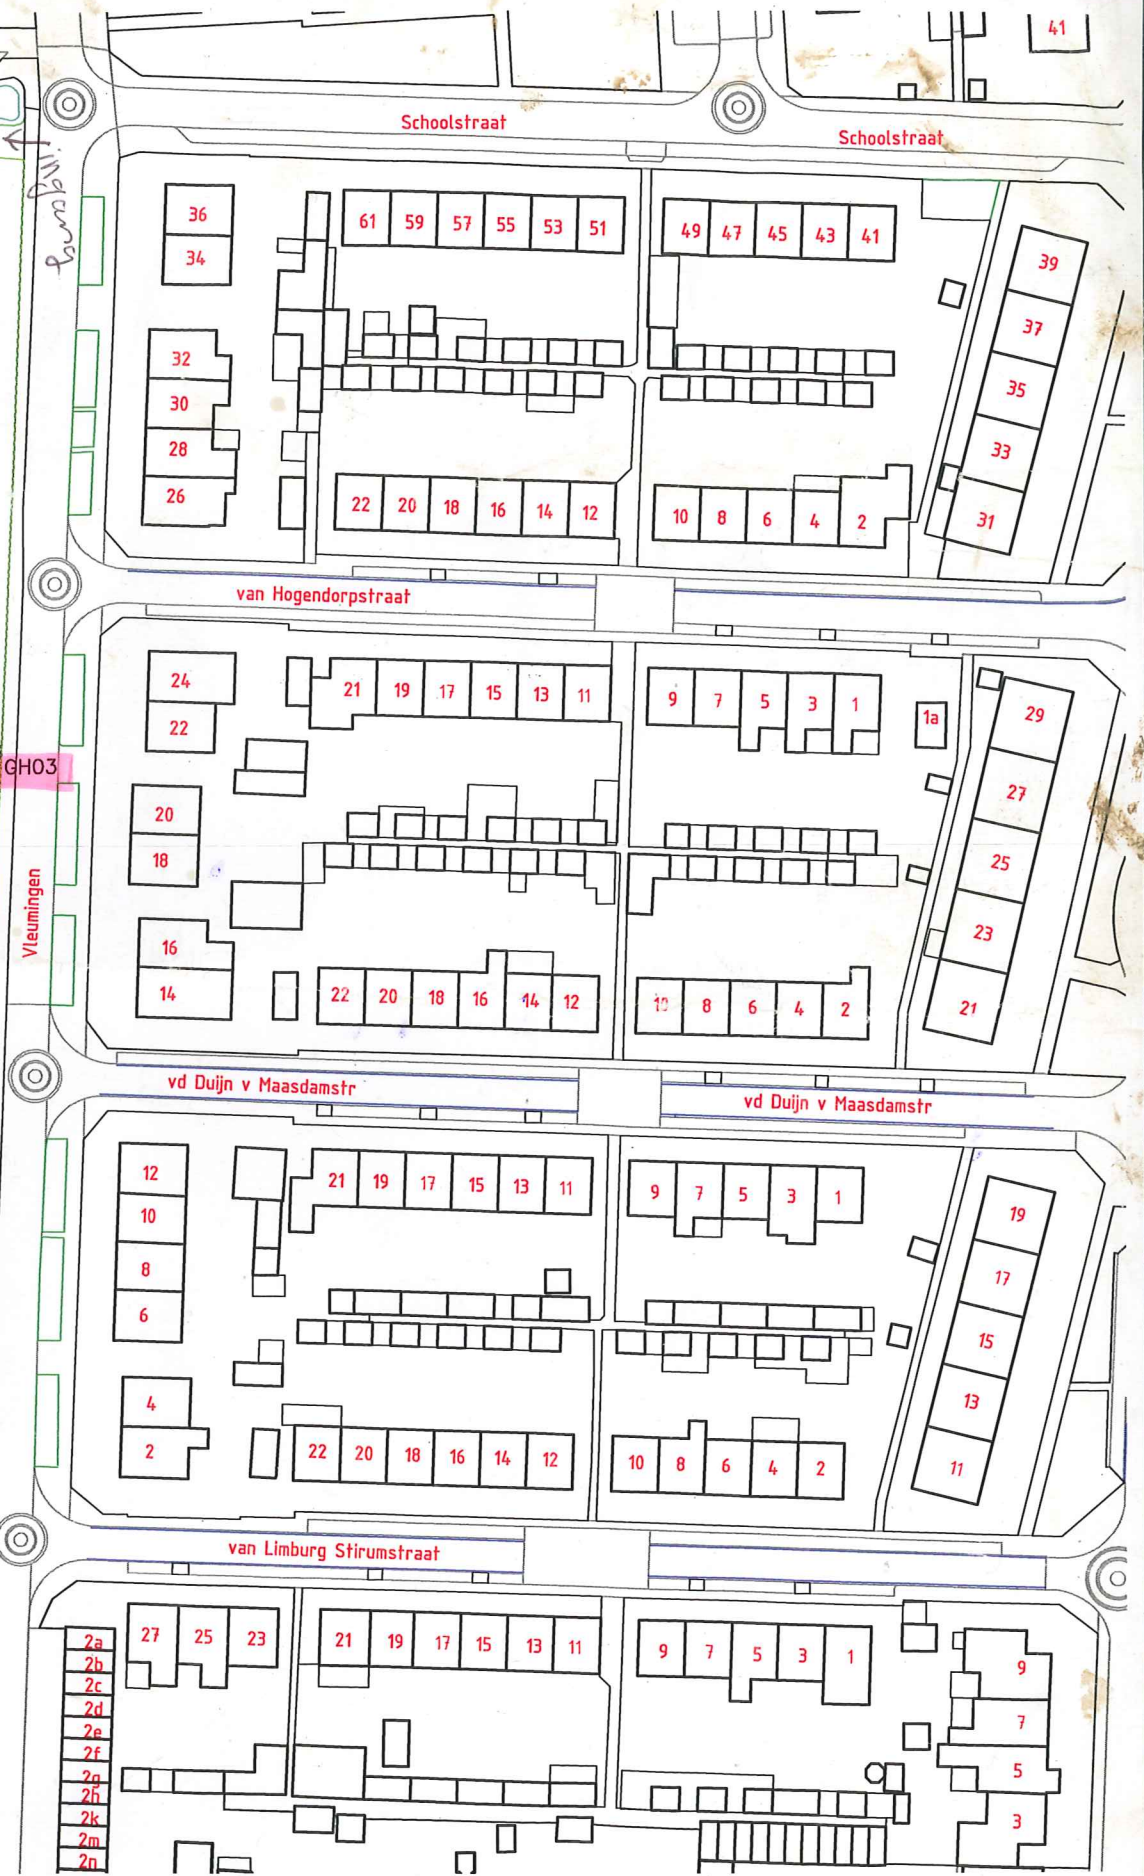 41
Schoolstraat
Schoolstraat
36
34
61 59 57 55 53 51
49 47 45 43 41
39
37
35
33
31
32
30
28
26
22 20 18 16 14 12
10 8 6 4 2
van Hogendorpstraat
24
22
21 19 17 15 13 11
9 7 5 3 1
1a
29
27
25
23
21
GH03
20
18
Vleumingen
16
14
22 20 18 16 14 12
10 8 6 4 2
vd Duijn v Maasdamstr
vd Duijn v Maasdamstr
12
10
8
6
21 19 17 15 13 11
9 7 5 3 1
19
17
15
13
11
4
2
22 20 18 16 14 12
10 8 6 4 2
van Limburg Stirumstraat
27 25 23
21 19 17 15 13 11
9 7 5 3 1
9
7
5
3
2a
2b
2c
2d
2e
2f
2g
2h
2k
2m
2n